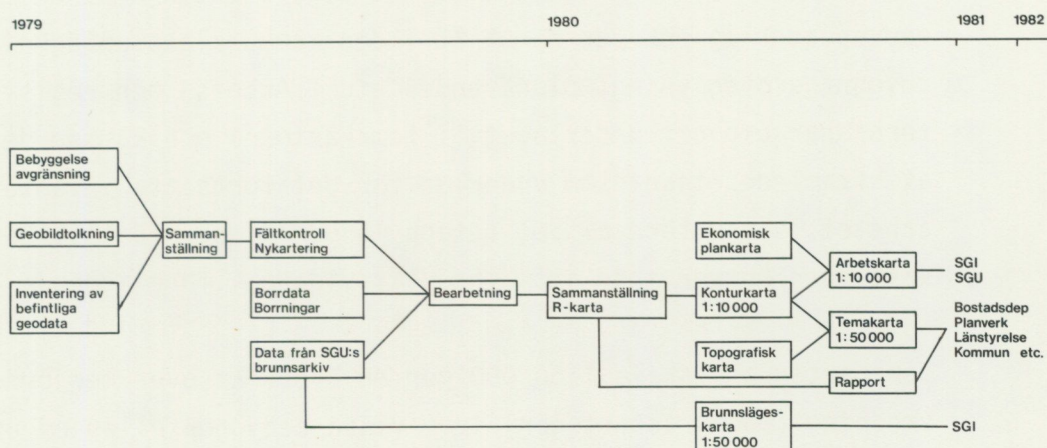 1979
1980
1981
1982
Bebyggelse
avgränsning
Geobildtolkning
Inventering av
befintliga
geodata
Samman-
ställning
Fältkontroll
Nykartering
Borrdata
Borrningar
Data från SGU:s
brunnsarkiv
Bearbetning
Sammanställning
R-karta
Ekonomisk
plankarta
Konturkarta
1:10 000
Topografisk
karta
Brunnsläges-
karta
1:50 000
Arbetskarta
1: 10 000
Temakarta
1: 50 000
Rapport
SGI
SGU
Bostadsdep
Planverk
Länstyrelse
Kommun etc.
SGI